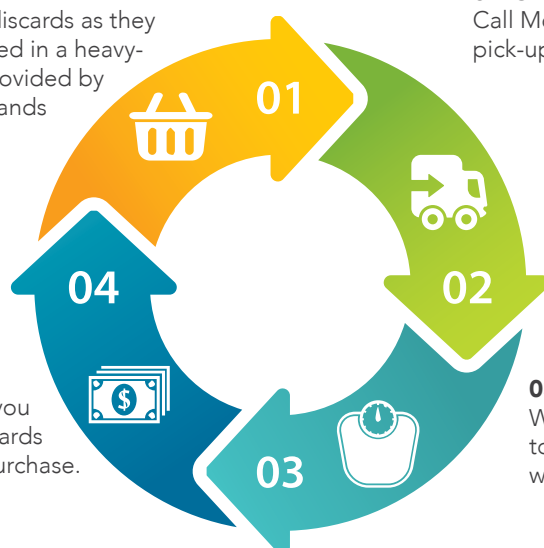 discards as they
ed in a heavy-
ovided by
ands
Call M
pick-up
01
02
03
04
you
ards
urchase.
0
W
to
w
$